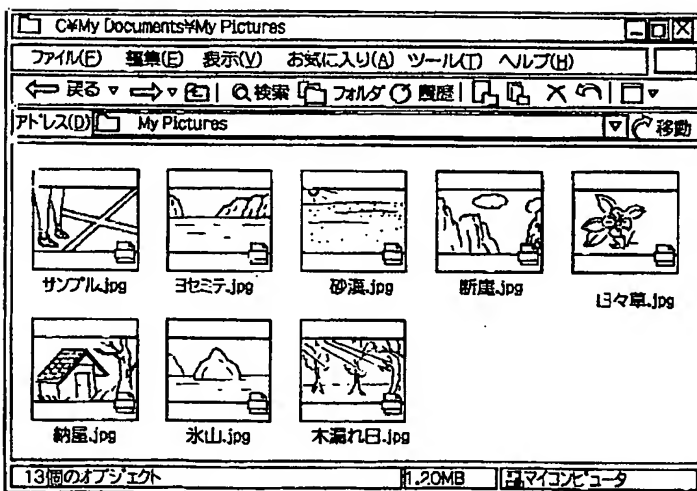 C¥My Documents¥My Pictures
ファイル(F) 編集(E) 表示(V) お気に入り(A) ツール(T) ヘルプ(H)
戻る 検索 フォルダ 履歴
アドレス(D) My Pictures 移動
サンプル.jpg ヨセミテ.jpg 砂浜.jpg 断崖.jpg 日々草.jpg
納屋.jpg 氷山.jpg 木漏れ日.jpg
13個のオブジェクト 1.20MB マイコンピュータ